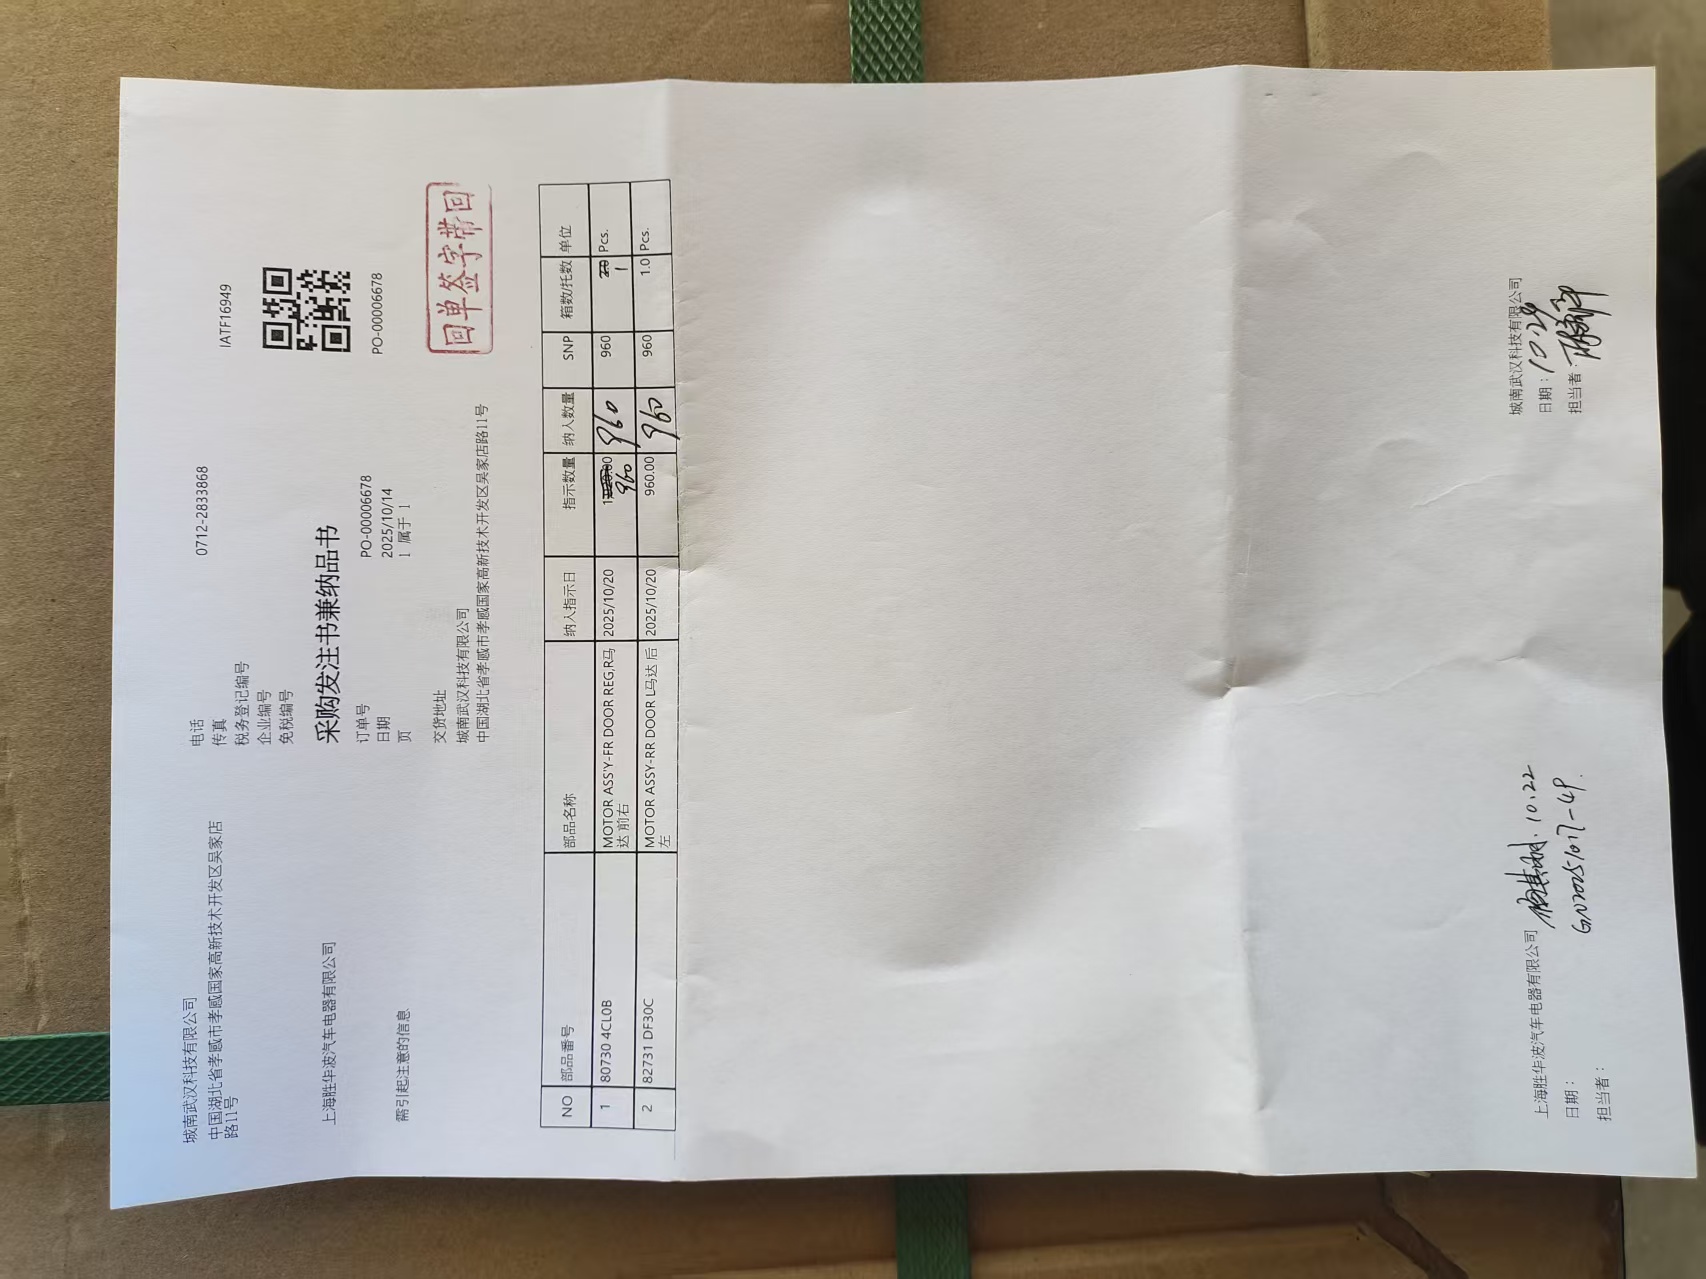 城南武汉科技有限公司
中国湖北省孝感市孝感国家高新技术开发区吴家店
路11号
电话 0712-2833868
传真
IATF16949
税务登记编号
企业编号
免税编号
上海胜华波汽车电器有限公司
采购发注书兼纳品书
订单号 PO-00006678
PO-00006678
日期 2025/10/14
页 1 属于 1
需引起注意的信息
交货地址
城南武汉科技有限公司
中国湖北省孝感市孝感国家高新技术开发区吴家店路11号
回单签字带回
NO 部品番号 部品名称 纳入指示日 指示数量 纳入数量 SNP 箱数/托数 单位
1 80730 4CL0B MOTOR ASS'Y-FR DOOR REG,R马 2025/10/20 960 960 Pcs.
达 前右 960 1
2 82731 DF30C MOTOR ASSY-RR DOOR L马达 后 2025/10/20 960.00 960 960 1.0 Pcs.
左
上海胜华波汽车电器有限公司 10.22
日期：
GN20251017-49
担当者：
城南武汉科技有限公司
日期：10.24
担当者：